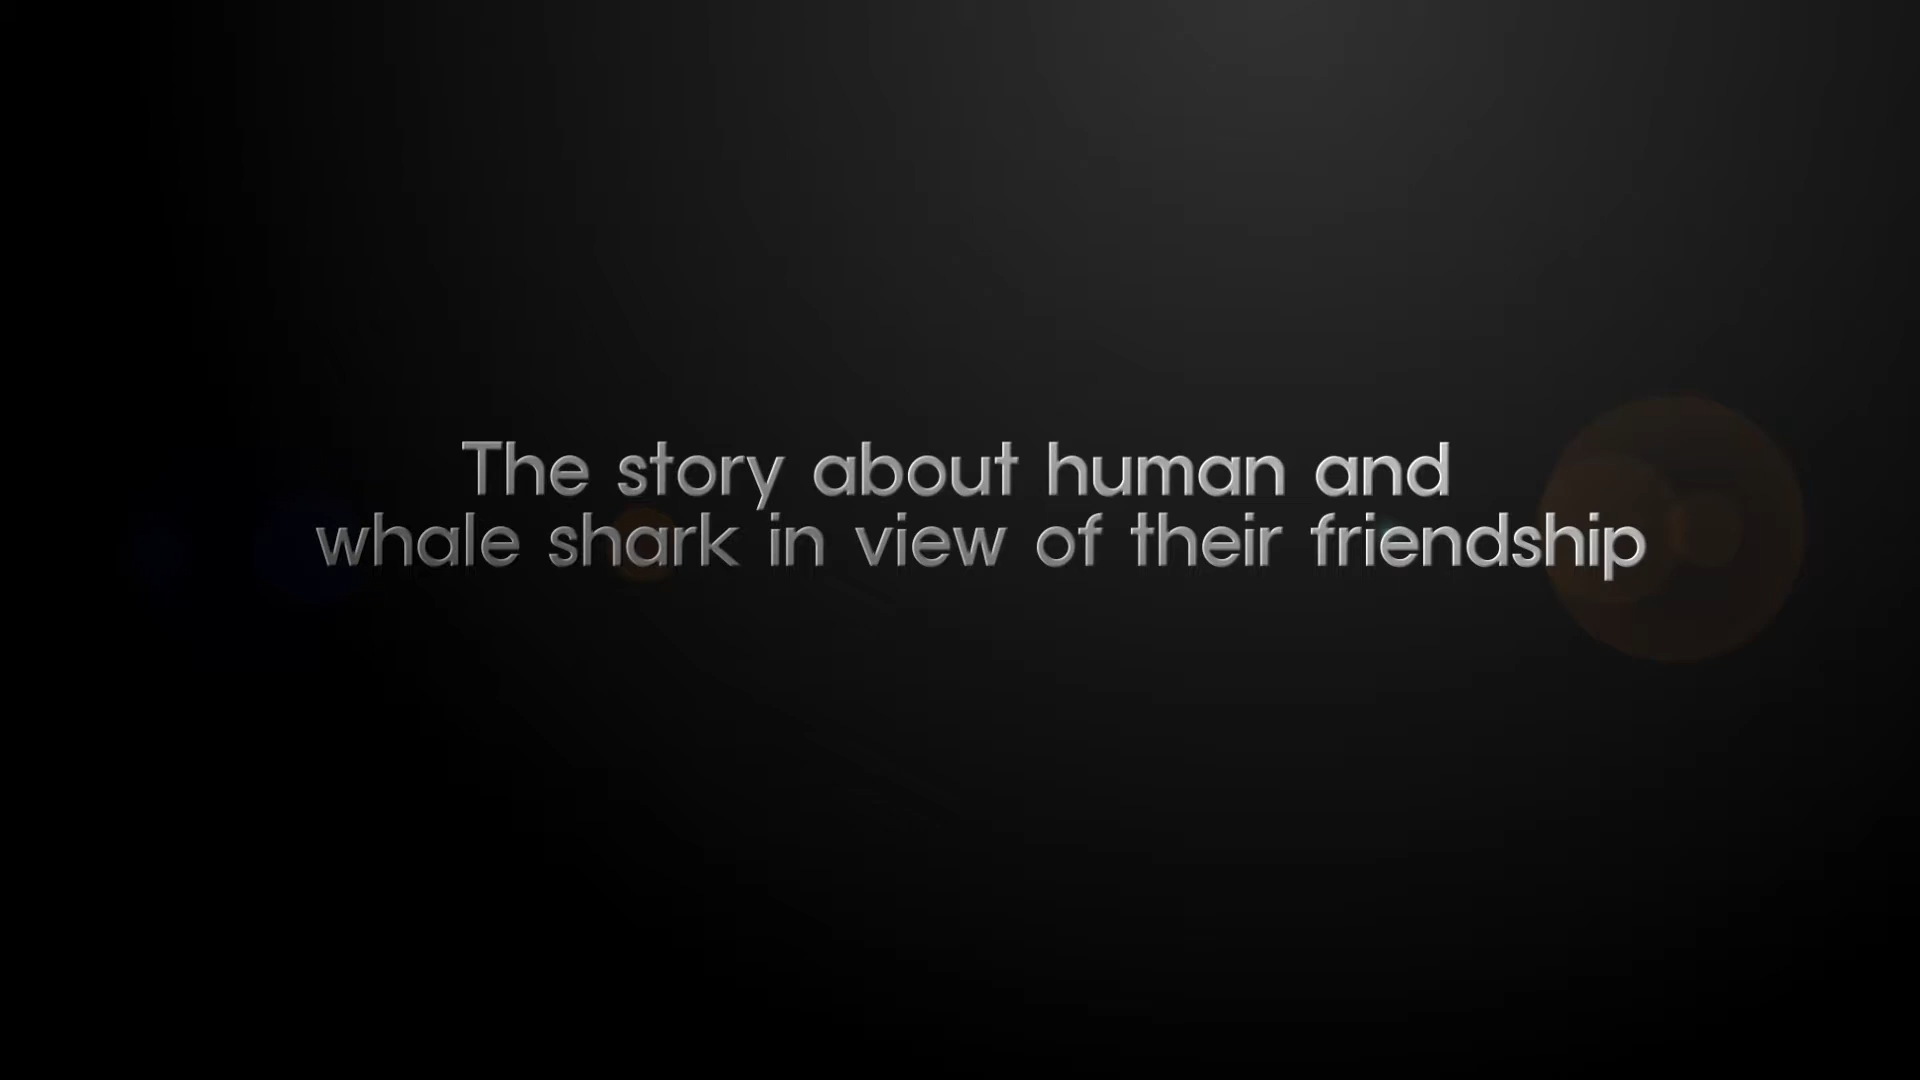 The story about human and
whale shark in view of their friendship